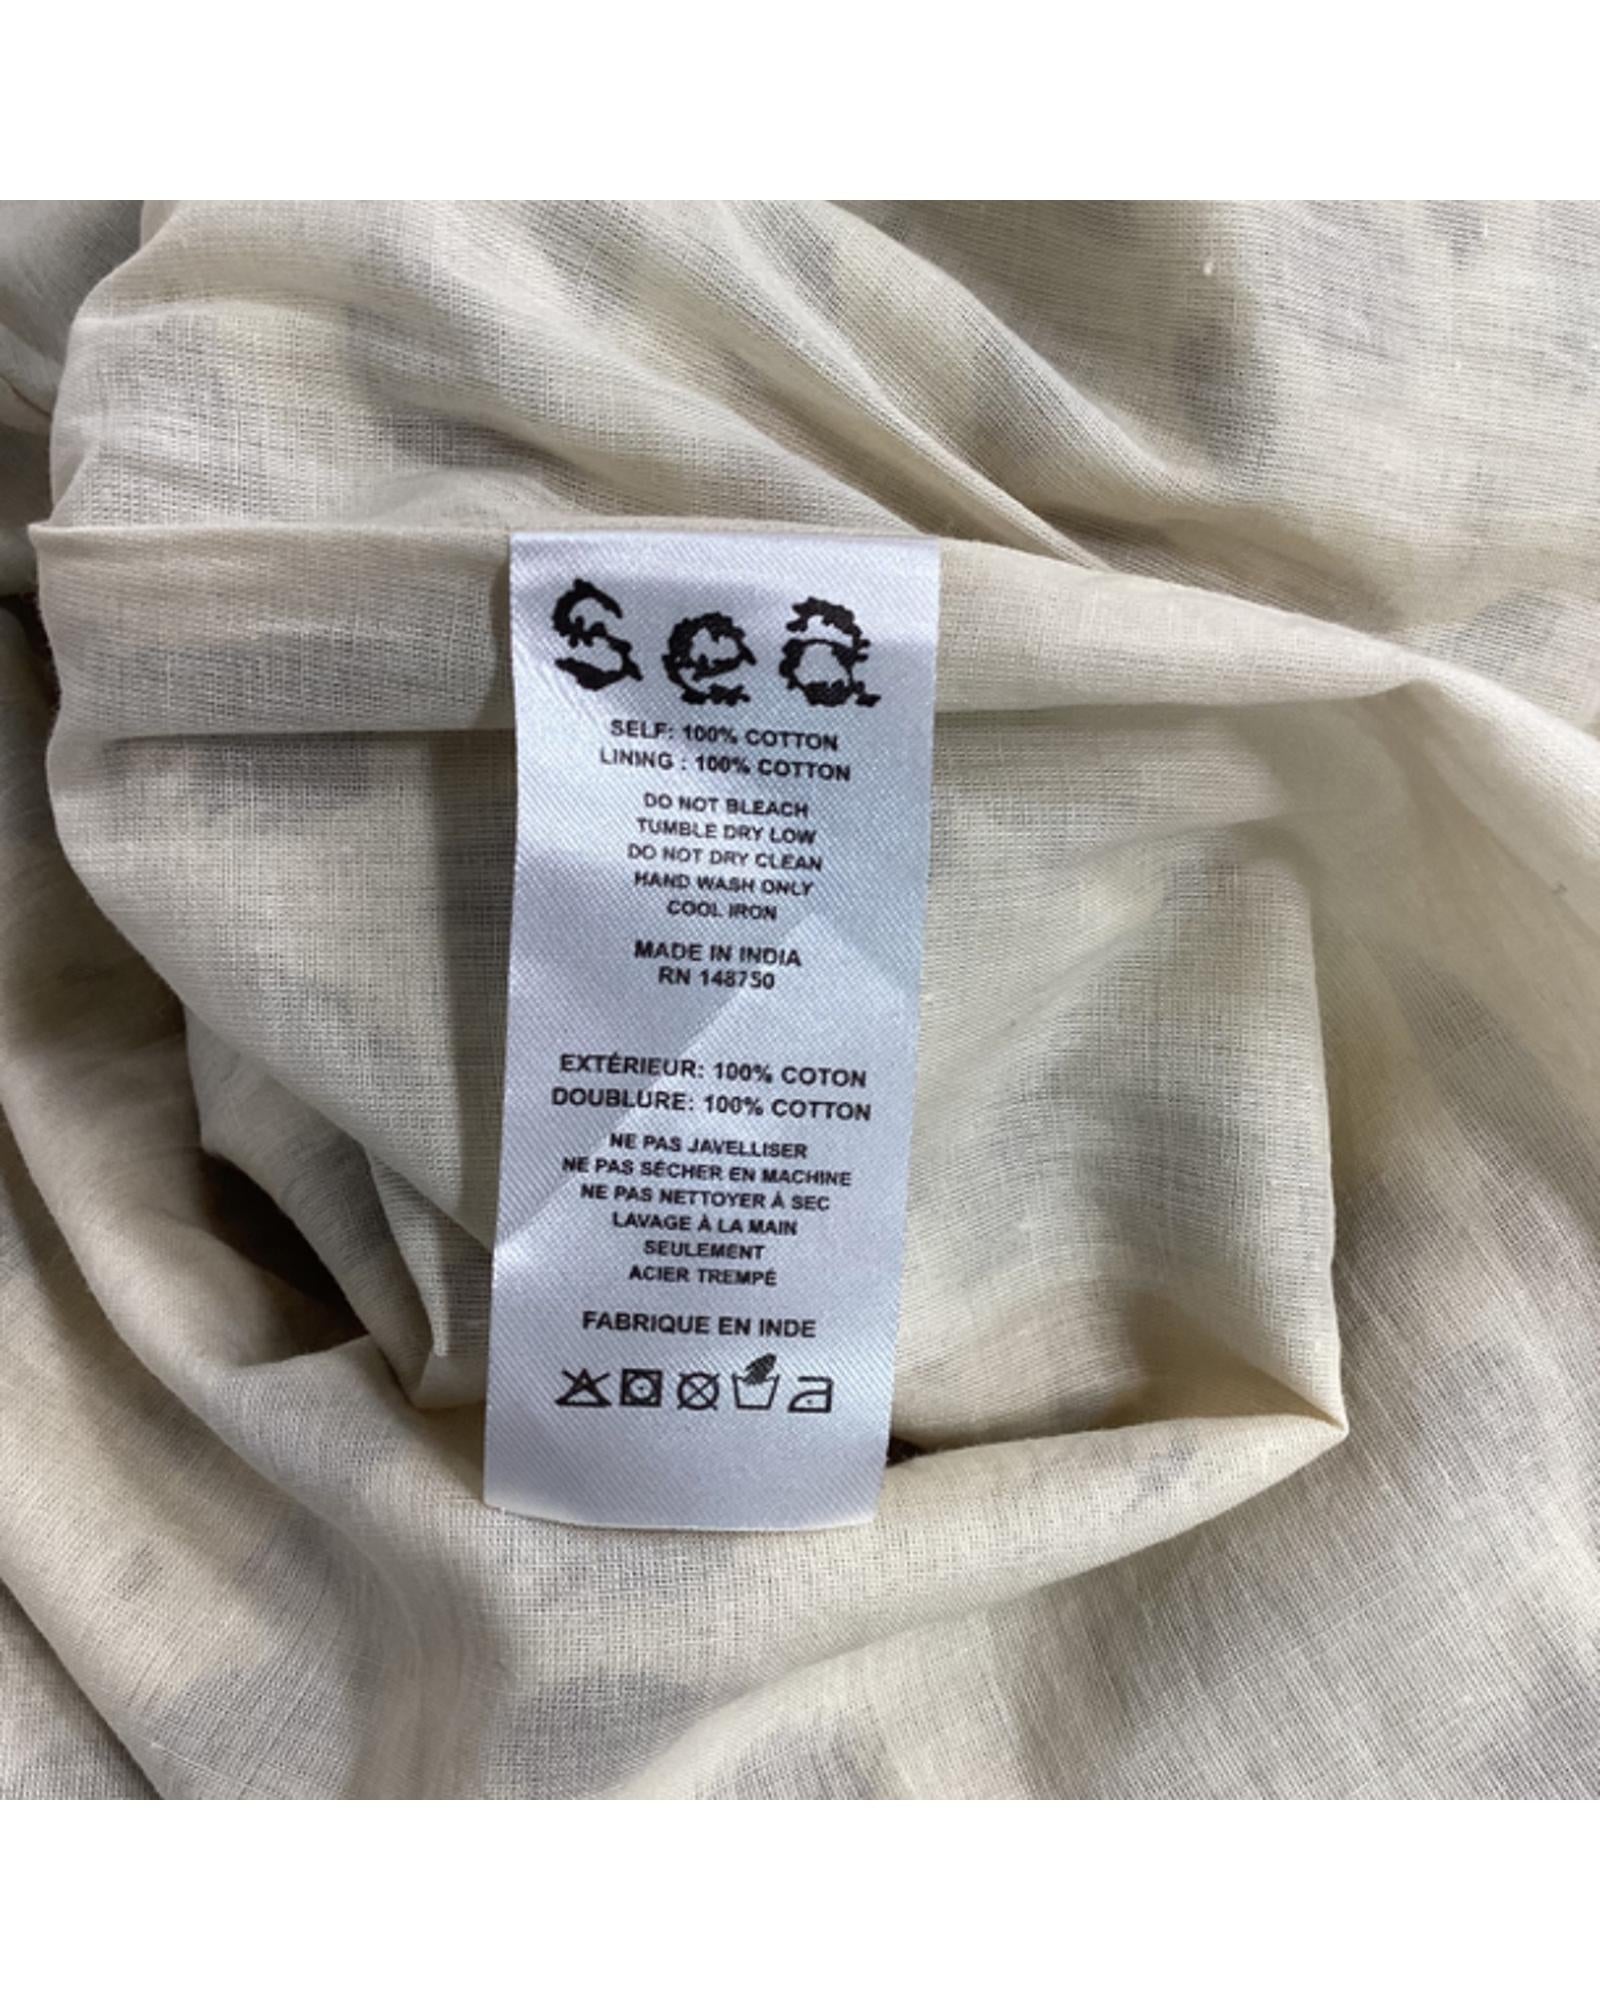 Sea
SELF: 100% COTTON
LINING : 100% COTTON
DO NOT BLEACH
TUMBLE DRY LOW
DO NOT DRY CLEAN
HAND WASH ONLY
COOL IRON
MADE IN INDIA
RN 148750
EXTÉRIEUR: 100% COTON
DOUBLURE: 100% COTTON
NE PAS JAVELLISER
NE PAS SÉCHER EN MACHINE
NE PAS NETTOYER À SEC
LAVAGE À LA MAIN
SEULEMENT
ACIER TREMPÉ
FABRIQUE EN INDE